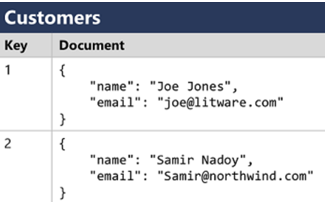 Customers
Key Document
1 {
"name": "Joe Jones",
"email": "joe@litware.com"
}
2 {
"name": "Samir Nadoy",
"email": "Samir@northwind.com"
}